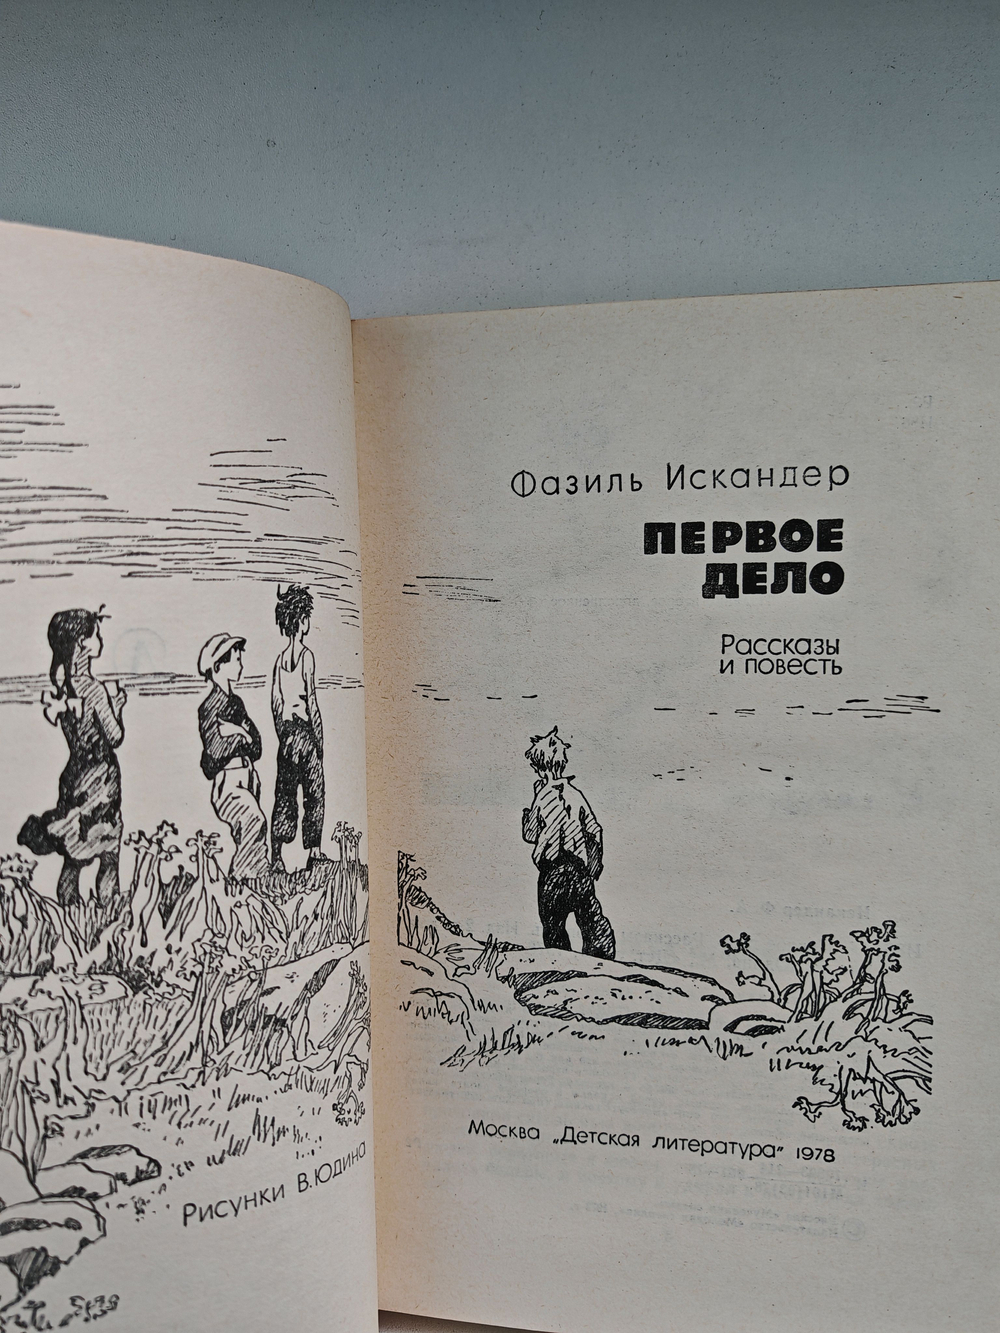 Рисунки В.Юдина
Фазиль Искандер
ПЕРВОЕ
ДЕЛО
Рассказы
и повесть
Москва „Детская литература" 1978